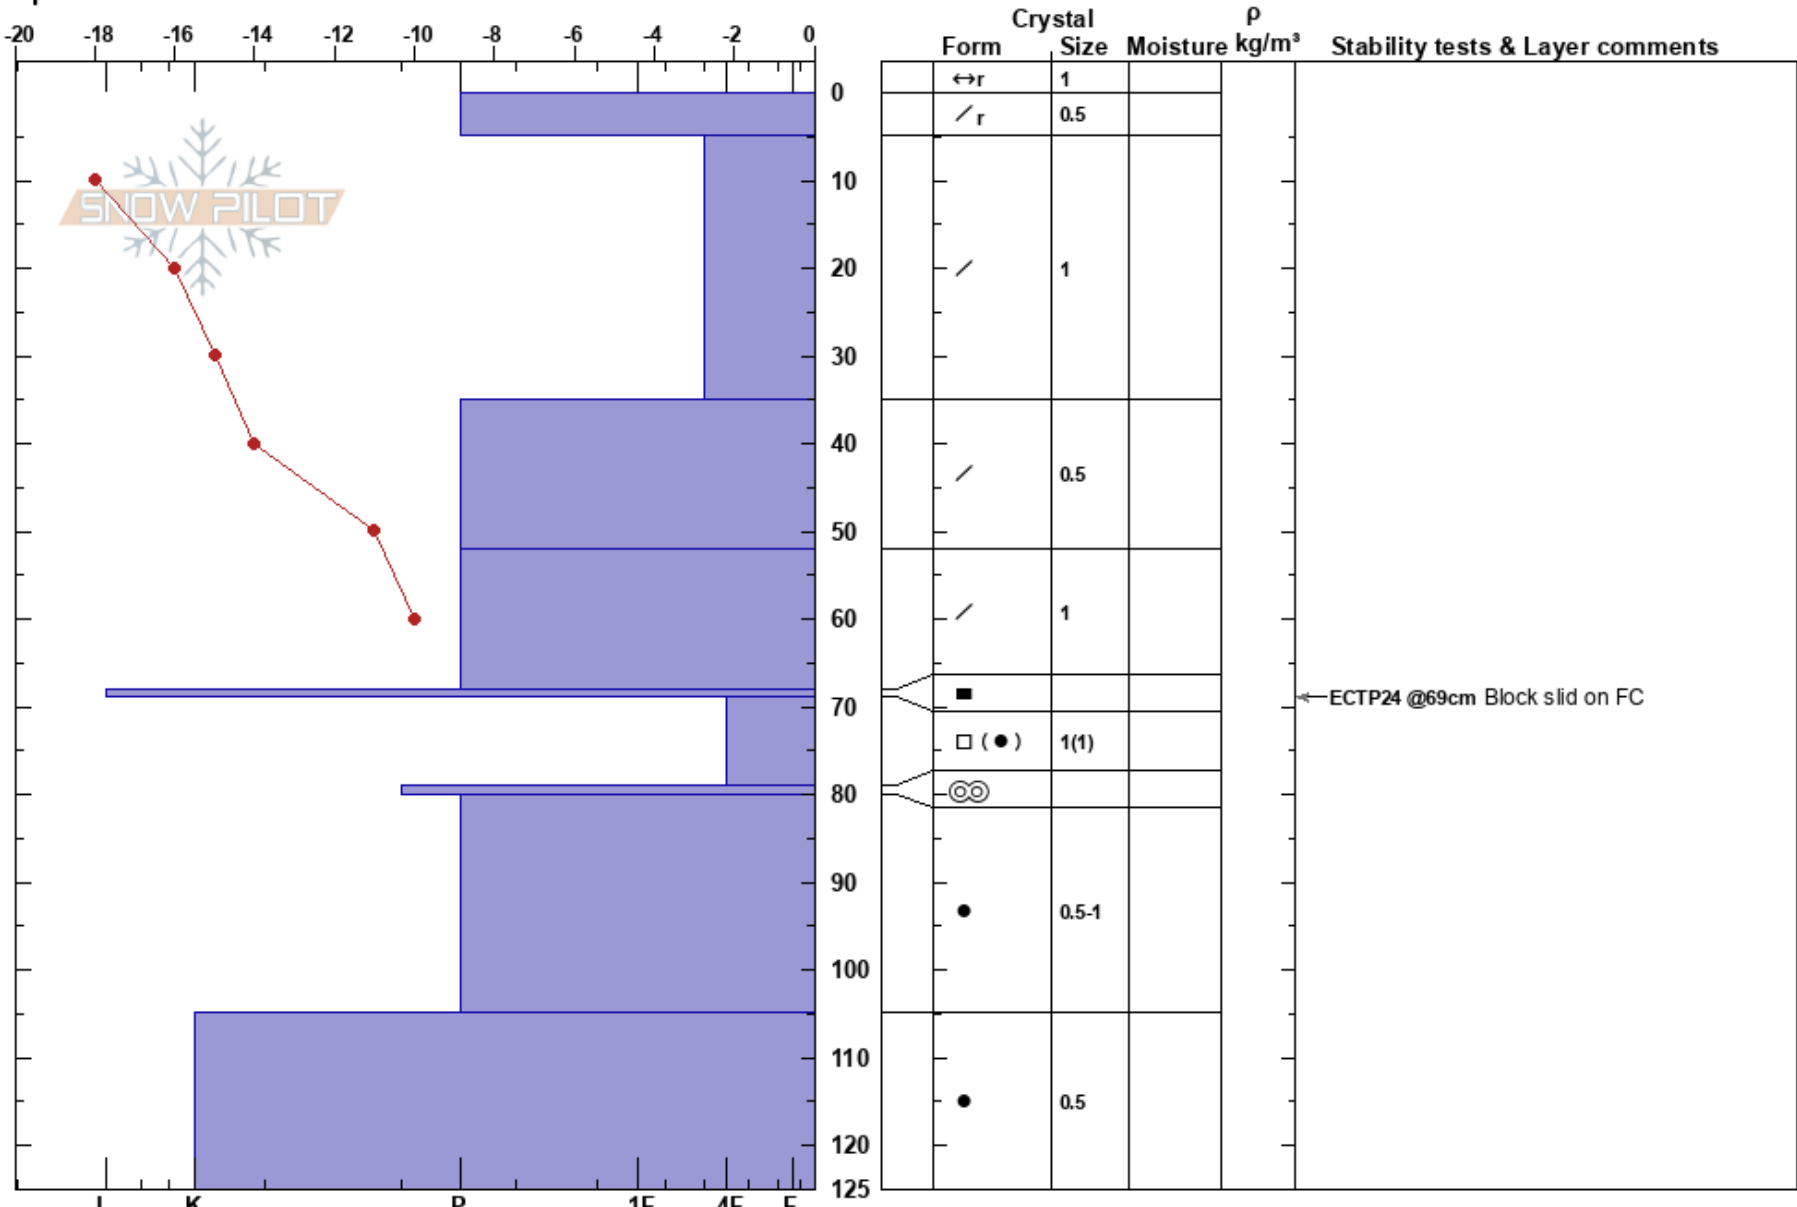 Crystal ρ
-20 -18 -16 -14 -12 -10 -8 -6 -4 -2 0 Form Size Moisture kg/m³ Stability tests & Layer comments
r 1
0
r 0.5
SNOW PILOT
10
20 1
30
40
0.5
50
60 1
70 ECTP24 @69cm Block slid on FC
( ) 1(1)
80
90
0.5-1
100
110
0.5
120
125
I K P 1F 4F F